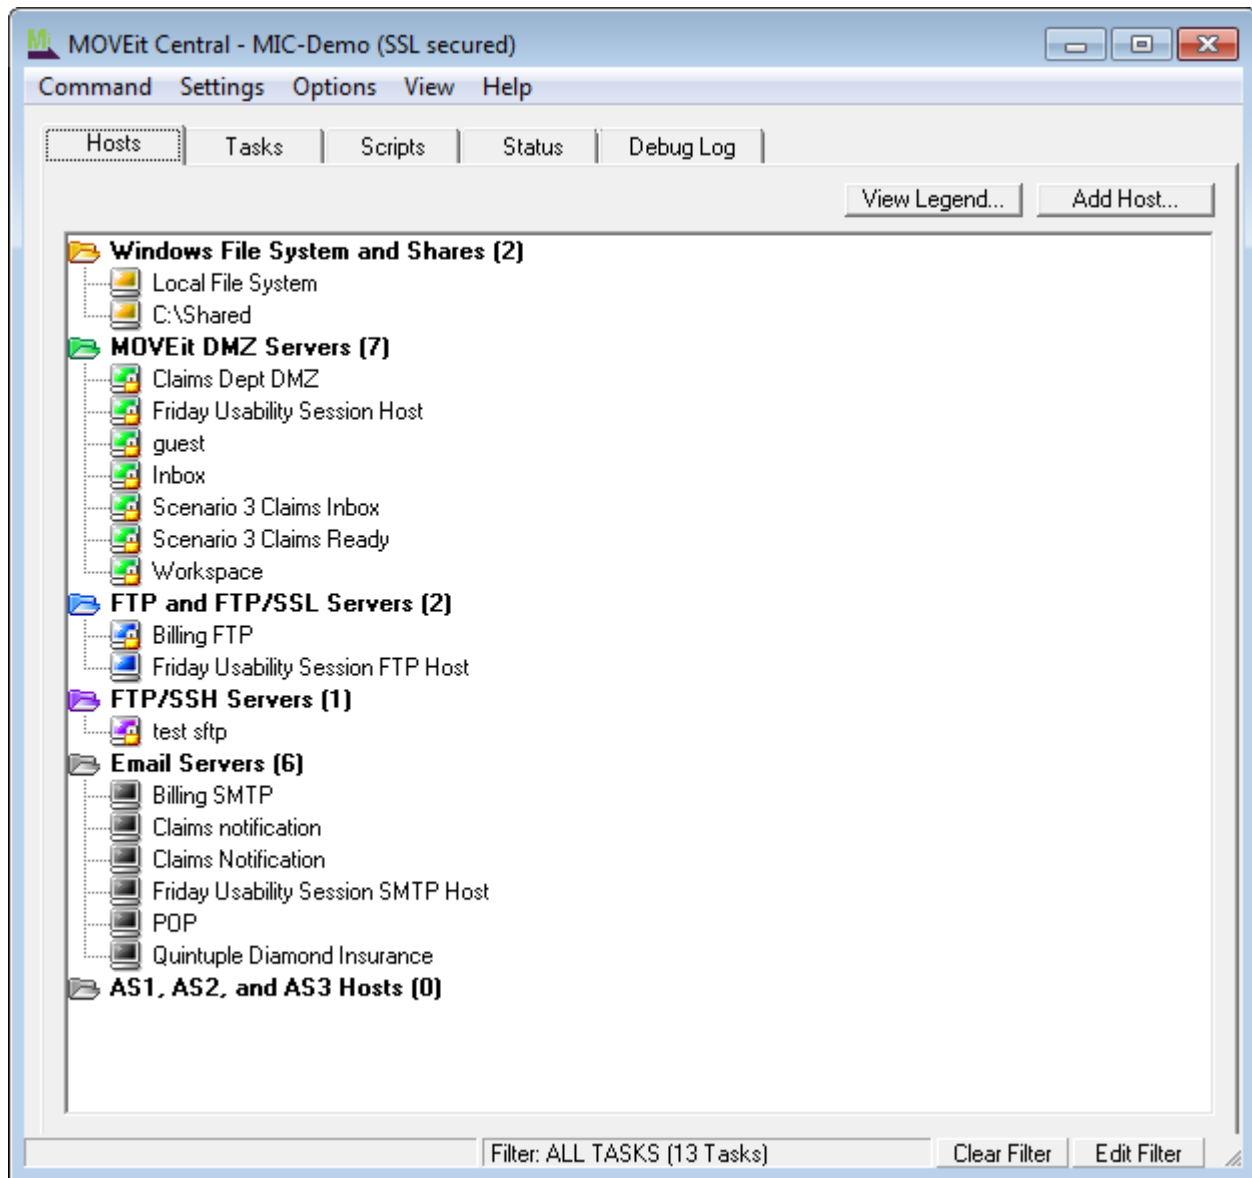 MOVEit Central - MIC-Demo (SSL secured)
Command Settings Options View Help
Hosts Tasks Scripts Status Debug Log
View Legend... Add Host...
Windows File System and Shares (2)
Local File System
C:\Shared
MOVEit DMZ Servers (7)
Claims Dept DMZ
Friday Usability Session Host
guest
Inbox
Scenario 3 Claims Inbox
Scenario 3 Claims Ready
Workspace
FTP and FTP/SSL Servers (2)
Billing FTP
Friday Usability Session FTP Host
FTP/SSH Servers (1)
test sftp
Email Servers (6)
Billing SMTP
Claims notification
Claims Notification
Friday Usability Session SMTP Host
POP
Quintuple Diamond Insurance
AS1, AS2, and AS3 Hosts (0)
Filter: ALL TASKS (13 Tasks) Clear Filter Edit Filter